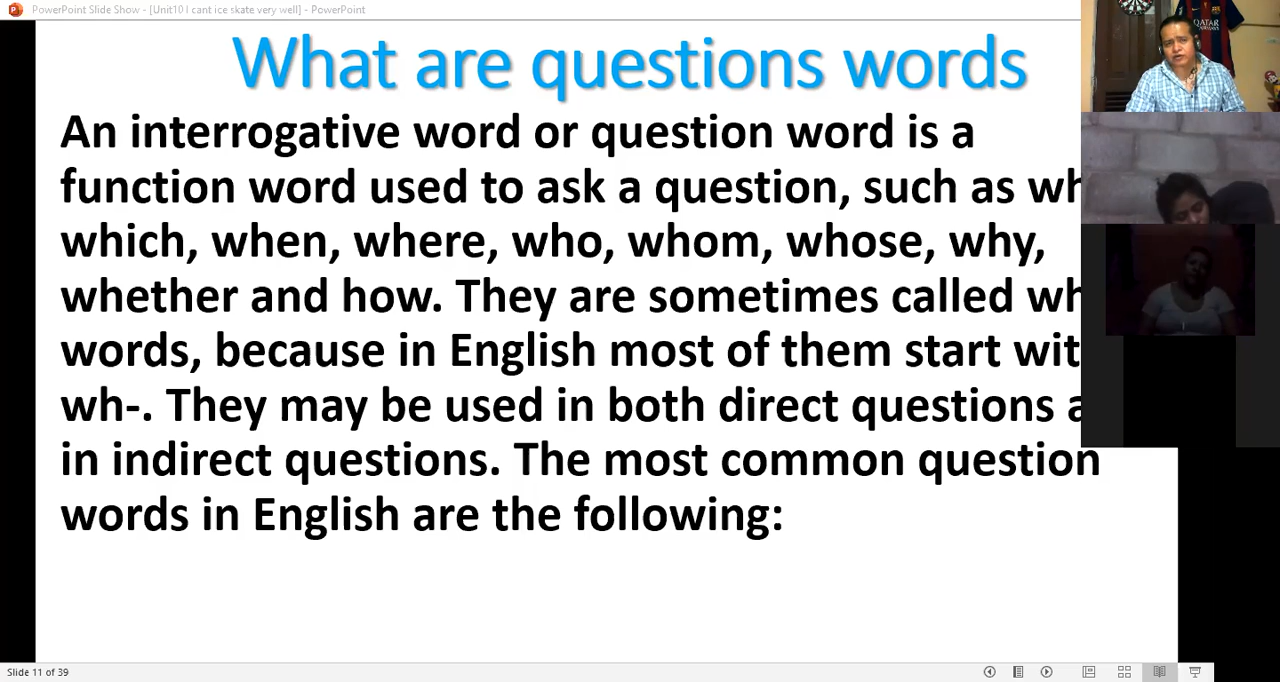 PowerPoint Slide Show - [Unit10 I cant ice skate very well] - PowerPoint
What are questions words
An interrogative word or question word is a
function word used to ask a question, such as
which, when, where, who, whom, whose, why,
whether and how. They are sometimes called
words, because in English most of them start
wh-. They may be used in both direct questions
in indirect questions. The most common question
words in English are the following:
QATAR
Slide 11 of 39